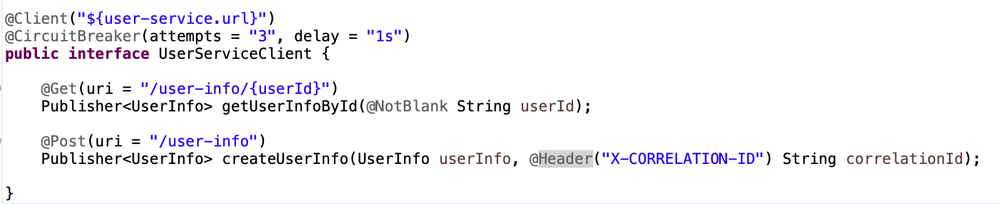 @Client("${user-service.url}")
@CircuitBreaker(attempts = "3", delay = "1s")
public interface UserServiceClient {
@Get(uri = "/user-info/{userId}")
Publisher<UserInfo> getUserInfoById(@NotBlank String userId);
@Post(uri = "/user-info")
Publisher<UserInfo> createUserInfo(UserInfo userInfo, @Header("X-CORRELATION-ID") String correlationId);
}